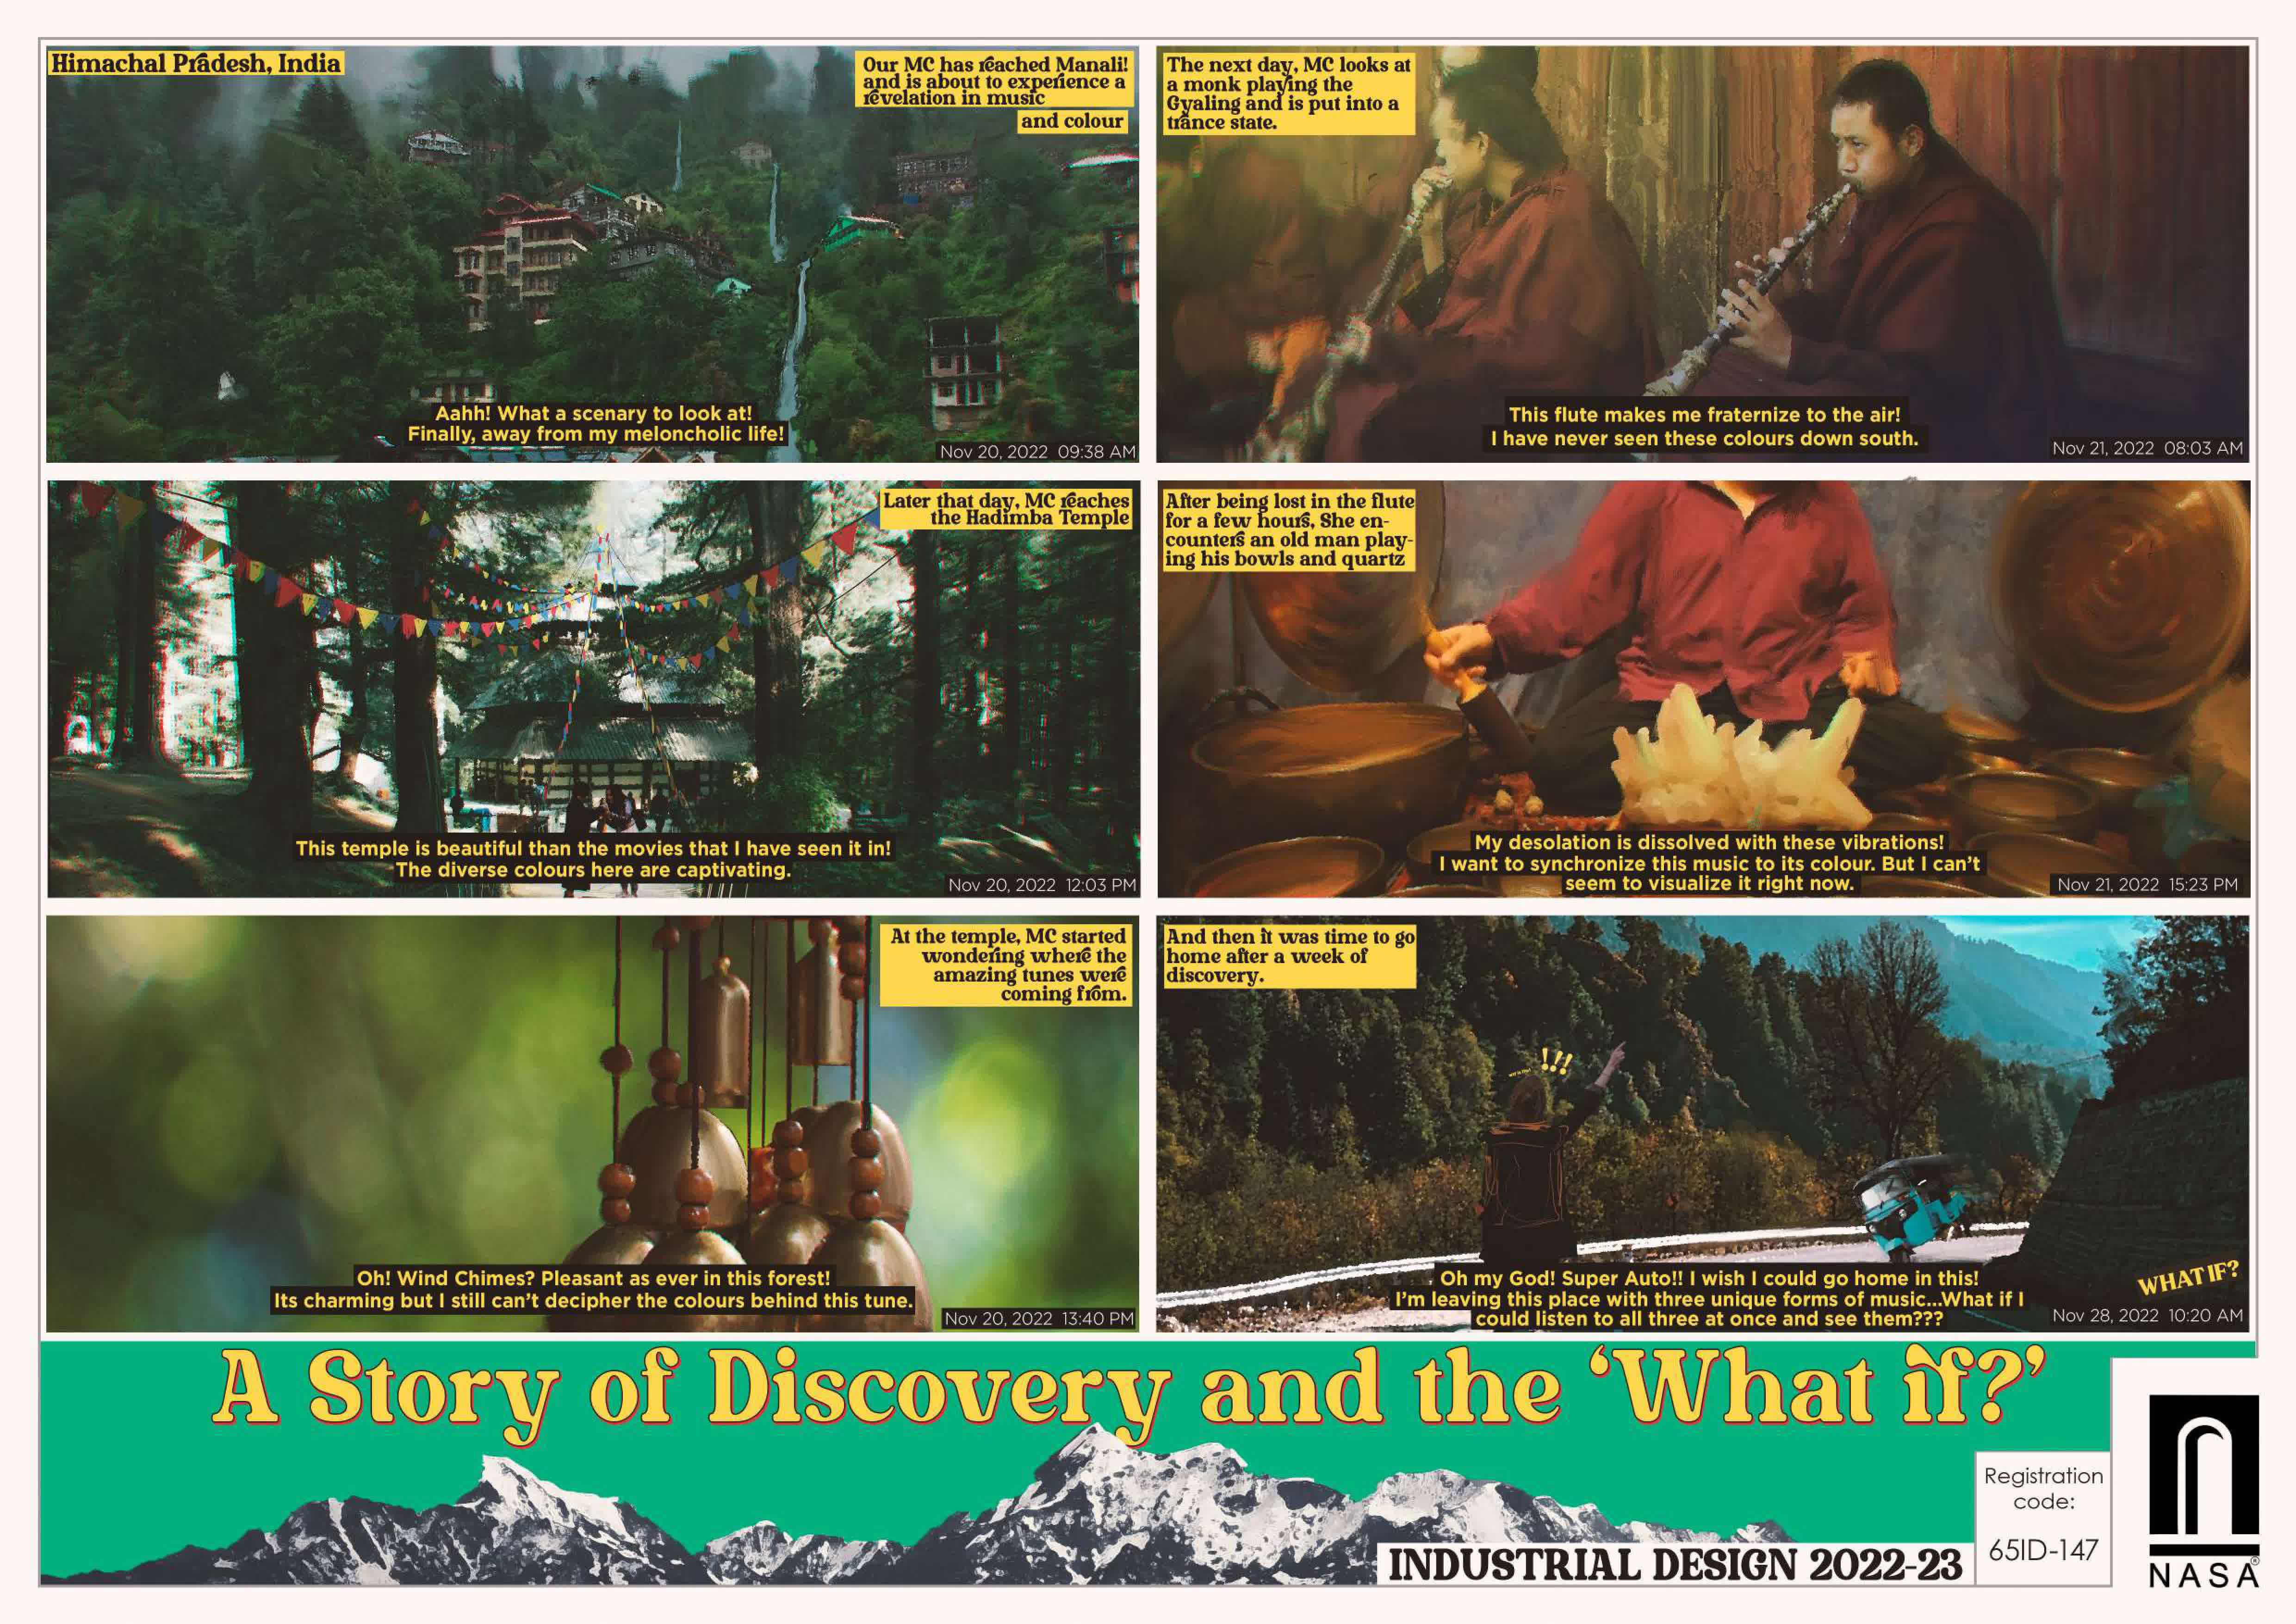 Himachal Pradesh, India
Our MC has reached Manali!
and is about to experience a
revelation in music
and colour
Aahh! What a scenary to look at!
Finally, away from my meloncholic life!
Nov 20, 2022 09:38 AM
Later that day, MC reaches
the Hadimba Temple
This temple is beautiful than the movies that I have seen it in!
The diverse colours here are captivating.
Nov 20, 2022 12:03 PM
At the temple, MC started
wondering where the
amazing tunes were
coming from.
Oh! Wind Chimes? Pleasant as ever in this forest!
Its charming but I still can't decipher the colours behind this tune.
Nov 20, 2022 13:40 PM
The next day, MC looks at
a monk playing the
Gyaling and is put into a
trance state.
This flute makes me fraternize to the air!
I have never seen these colours down south.
Nov 21, 2022 08:03 AM
After being lost in the flute
for a few hours, She en-
counters an old man play-
ing his bowls and quartz
My desolation is dissolved with these vibrations!
I want to synchronize this music to its colour. But I can't
seem to visualize it right now.
Nov 21, 2022 15:23 PM
And then it was time to go
home after a week of
discovery.
!!!
Oh my God! Super Auto!! I wish I could go home in this!
I'm leaving this place with three unique forms of music...What if I
could listen to all three at once and see them???
WHAT IF?
Nov 28, 2022 10:20 AM
A Story of Discovery and the 'What if?'
INDUSTRIAL DESIGN 2022-23
Registration
code:
65ID-147
NASA®